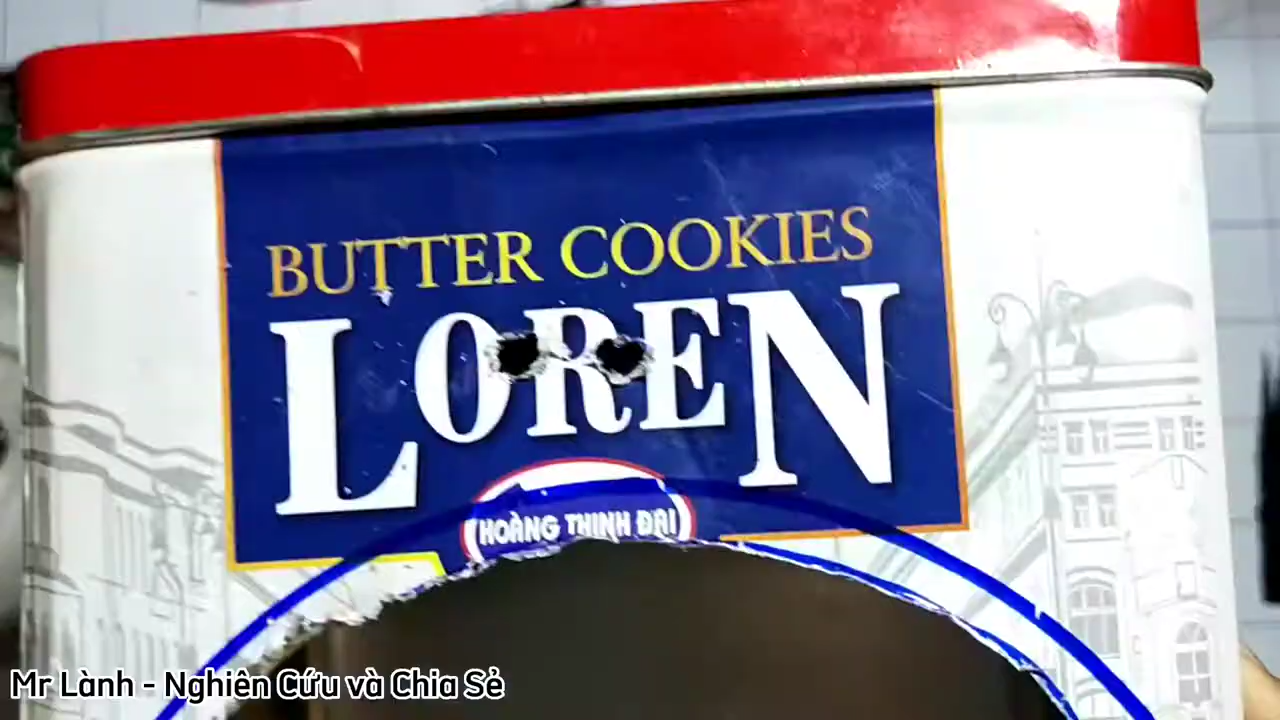 BUTTER COOKIES
LOREN
HOÀNG THỊNH ĐẠI
Mr Lành - Nghiên Cứu và Chia Sẻ